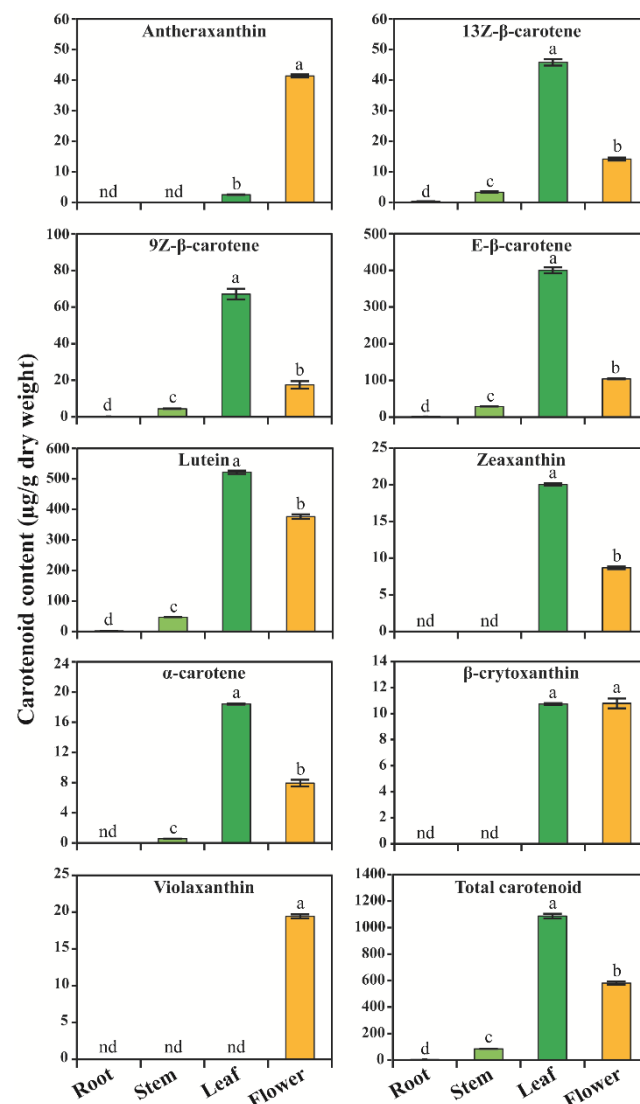 Carotenoid content (µg/g dry weight)
Antheraxanthin
60
50
40
30
20
10
0
nd nd b a
13Z-β-carotene
60
50
40
30
20
10
0
d c a b
9Z-β-carotene
100
80
60
40
20
0
d c a b
E-β-carotene
500
400
300
200
100
0
d c a b
Lutein
600
500
400
300
200
100
0
d c a b
Zeaxanthin
25
20
15
10
5
0
nd nd a b
α-carotene
24
20
16
12
8
4
0
nd c a b
β-crytoxanthin
14
12
10
8
6
4
2
0
nd nd a a
Violaxanthin
25
20
15
10
5
0
nd nd nd a
Root Stem Leaf Flower
Total carotenoid
1400
1200
1000
800
600
400
200
0
d c a b
Root Stem Leaf Flower